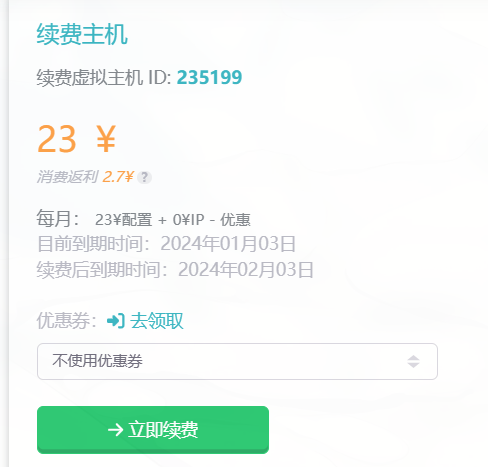 续费主机
续费虚拟主机 ID: 235199
23 ¥
消费返利 2.7¥ ?
每月： 23¥配置 + 0¥IP - 优惠
目前到期时间：2024年01月03日
续费后到期时间：2024年02月03日
优惠券： 去领取
不使用优惠券
立即续费